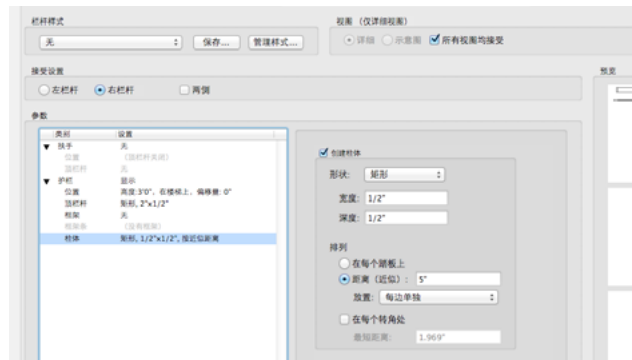 栏杆样式
无
保存...
管理样式...
视图 (仅详细视图)
详细
示意图
所有视图均接受
接受设置
左栏杆
右栏杆
两侧
预览
参数
类别 设置
扶手 无
位置 (顶栏杆关闭)
顶栏杆 无
护栏 显示
位置 高度:3'0", 在楼梯上, 偏移量: 0"
顶栏杆 矩形, 2"x1/2"
框架 无
框架条 (没有框架)
柱体 矩形, 1/2"x1/2", 按近似距离
创建柱体
形状: 矩形
宽度: 1/2"
深度: 1/2"
排列
在每个踏板上
距离 (近似): 5"
放置: 每边单独
在每个转角处
最短距离: 1.969"